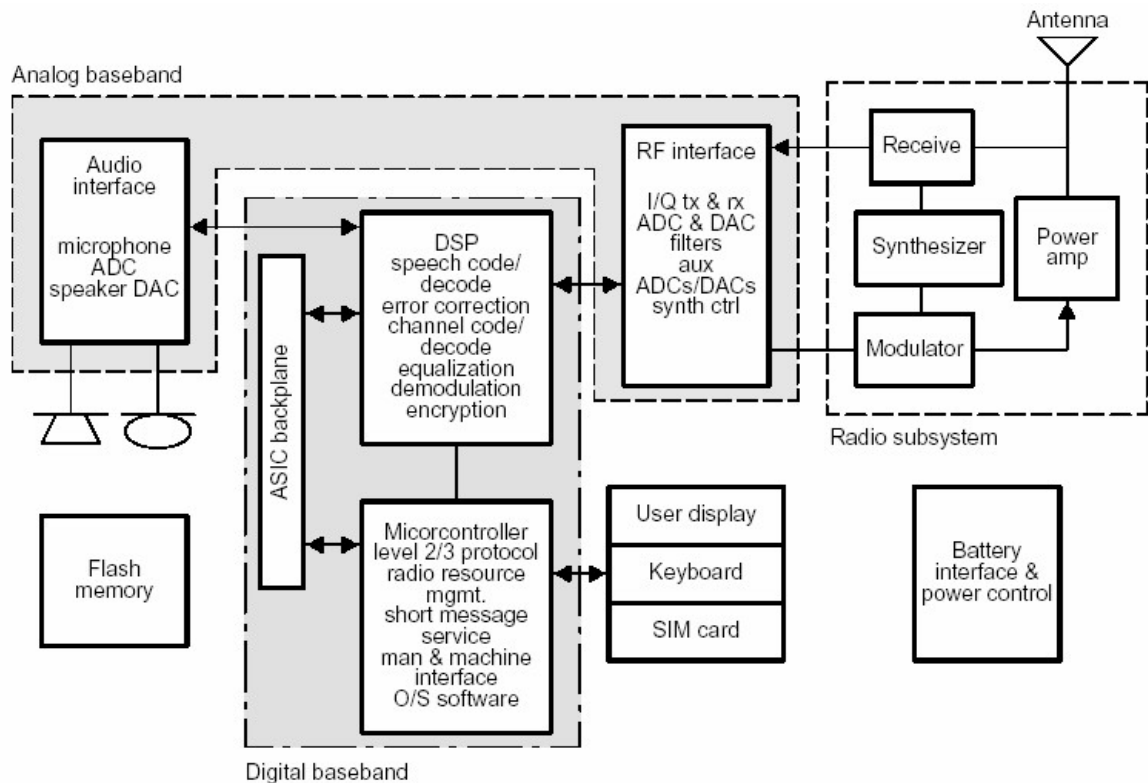 Antenna
Analog baseband
Audio
interface
microphone
ADC
speaker DAC
RF interface
I/Q tx & rx
ADC & DAC
filters
aux
ADCs/DACs
synth ctrl
Receive
Synthesizer
Power
amp
Modulator
Radio subsystem
DSP
speech code/
decode
error correction
channel code/
decode
equalization
demodulation
encryption
ASIC backplane
Micorcontroller
level 2/3 protocol
radio resource
mgmt.
short message
service
man & machine
interface
O/S software
Digital baseband
Flash
memory
User display
Keyboard
SIM card
Battery
interface &
power control